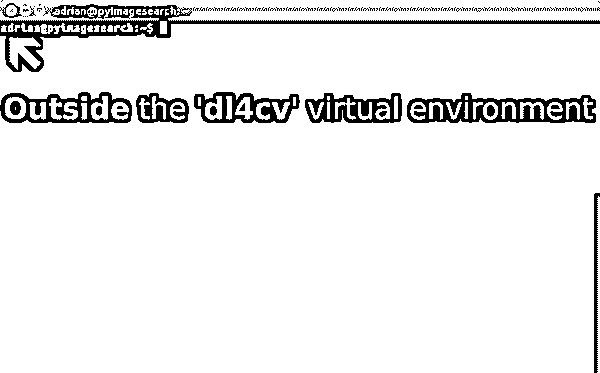 adrian@pyimagesearch: ~
adrian@pyimagesearch:~$
Outside the 'dl4cv' virtual environment